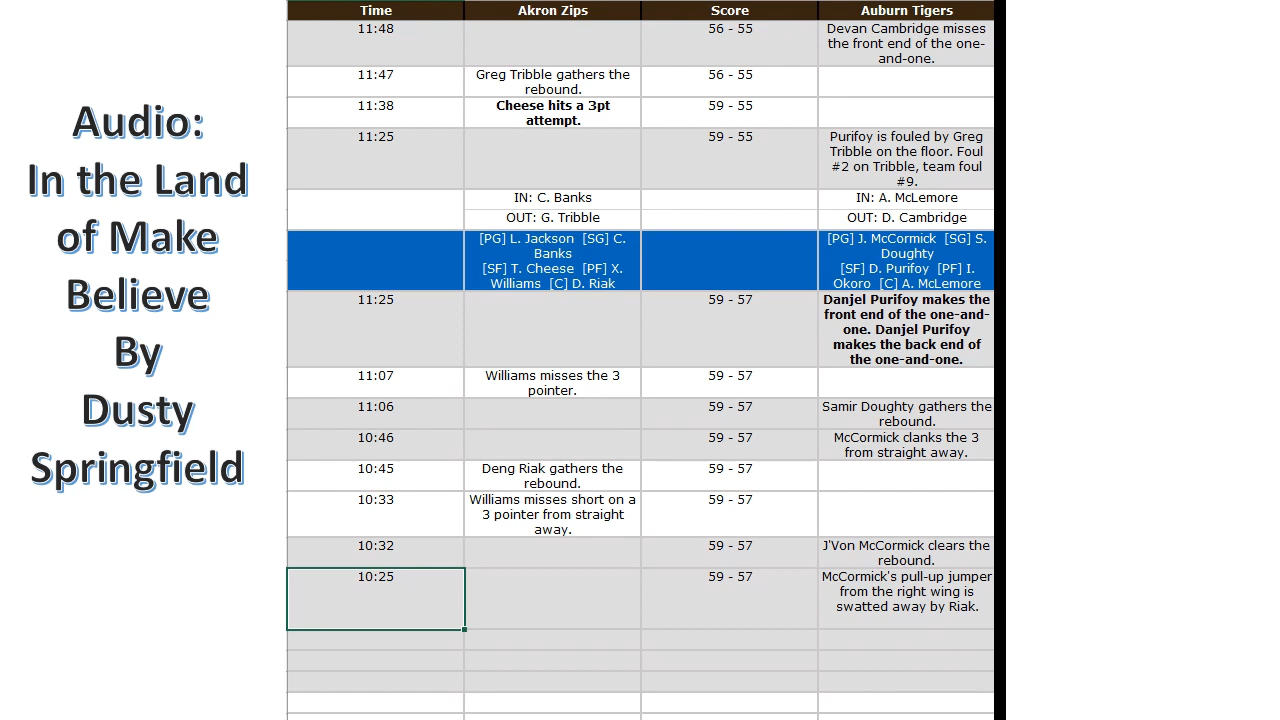 Audio:
In the Land
of Make
Believe
By
Dusty
Springfield
Time Akron Zips Score Auburn Tigers
11:48 56 - 55 Devan Cambridge misses
the front end of the one-
and-one.
11:47 Greg Tribble gathers the 56 - 55
rebound.
11:38 Cheese hits a 3pt 59 - 55
attempt.
11:25 59 - 55 Purifoy is fouled by Greg
Tribble on the floor. Foul
#2 on Tribble, team foul
#9.
IN: C. Banks IN: A. McLemore
OUT: G. Tribble OUT: D. Cambridge
[PG] L. Jackson [SG] C. [PG] J. McCormick [SG] S.
Banks Doughty
[SF] T. Cheese [PF] X. [SF] D. Purifoy [PF] I.
Williams [C] D. Riak Okoro [C] A. McLemore
11:25 59 - 57 Danjel Purifoy makes the
front end of the one-and-
one. Danjel Purifoy
makes the back end of
the one-and-one.
11:07 Williams misses the 3 59 - 57
pointer.
11:06 59 - 57 Samir Doughty gathers the
rebound.
10:46 59 - 57 McCormick clanks the 3
from straight away.
10:45 Deng Riak gathers the 59 - 57
rebound.
10:33 Williams misses short on a 59 - 57
3 pointer from straight
away.
10:32 59 - 57 J'Von McCormick clears the
rebound.
10:25 59 - 57 McCormick's pull-up jumper
from the right wing is
swatted away by Riak.